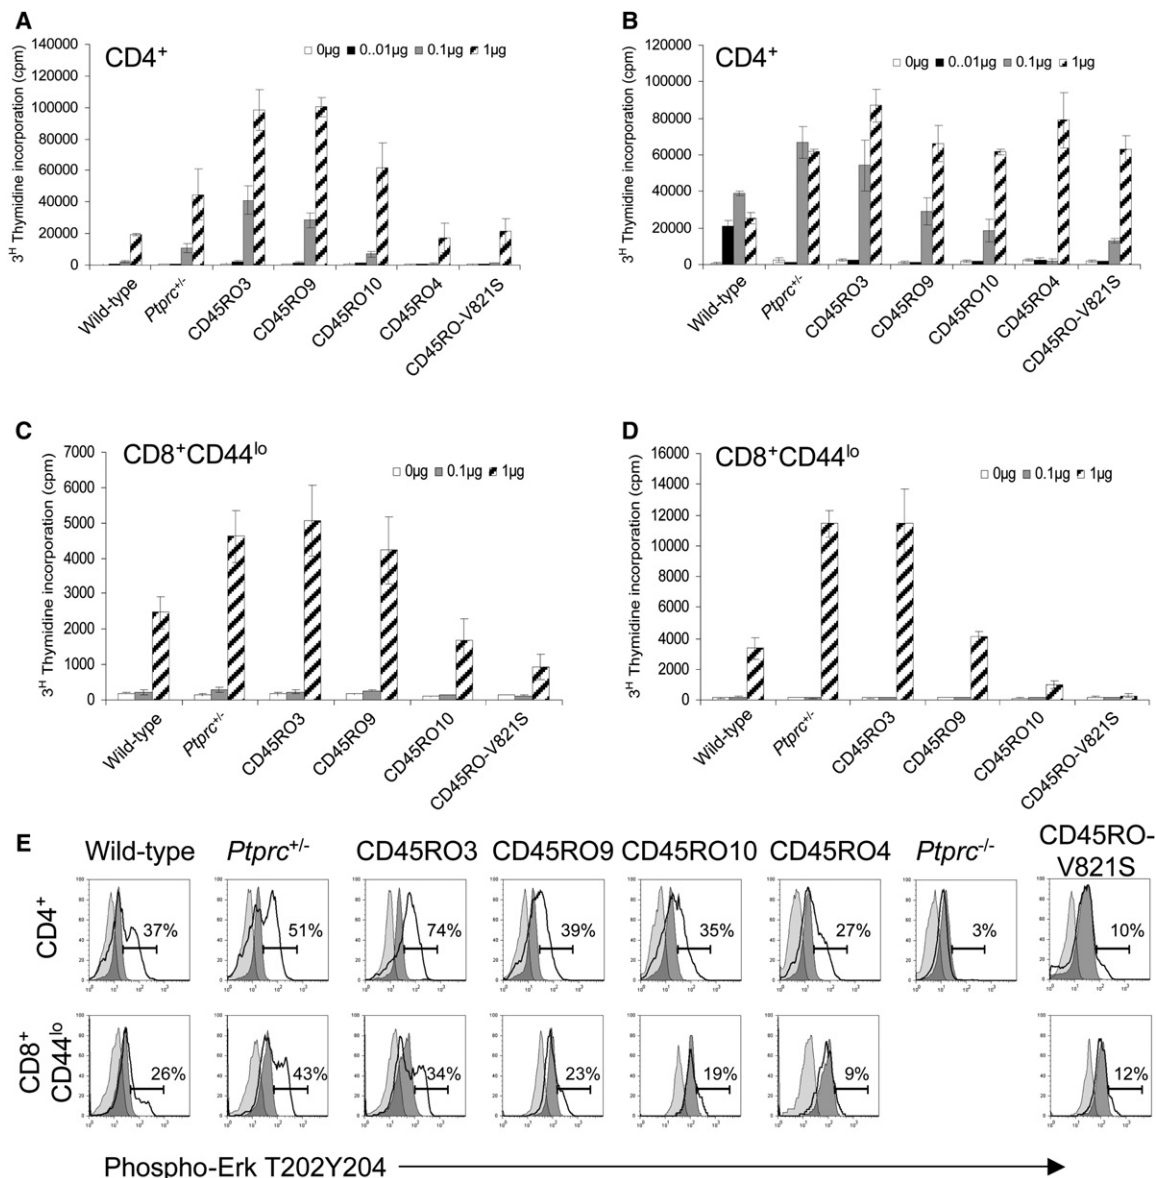 A
CD4+
3H Thymidine incorporation (cpm)
0µg 0..01µg 0.1µg 1µg
140000
120000
100000
80000
60000
40000
20000
0
Wild-type
Ptprc+/-
CD45RO3
CD45RO9
CD45RO10
CD45RO4
CD45RO-V821S
B
CD4+
3H Thymidine incorporation (cpm)
0µg 0..01µg 0.1µg 1µg
120000
100000
80000
60000
40000
20000
0
Wild-type
Ptprc+/-
CD45RO3
CD45RO9
CD45RO10
CD45RO4
CD45RO-V821S
C
CD8+CD44lo
3H Thymidine incorporation (cpm)
0µg 0.1µg 1µg
7000
6000
5000
4000
3000
2000
1000
0
Wild-type
Ptprc+/-
CD45RO3
CD45RO9
CD45RO10
CD45RO-V821S
D
CD8+CD44lo
3H Thymidine incorporation (cpm)
0µg 0.1µg 1µg
16000
14000
12000
10000
8000
6000
4000
2000
0
Wild-type
Ptprc+/-
CD45RO3
CD45RO9
CD45RO10
CD45RO-V821S
E
Wild-type Ptprc+/- CD45RO3 CD45RO9 CD45RO10 CD45RO4 Ptprc-/- CD45RO-
V821S
CD4+
37% 51% 74% 39% 35% 27% 3% 10%
CD8+
CD44lo
26% 43% 34% 23% 19% 9% 12%
Phospho-Erk T202Y204